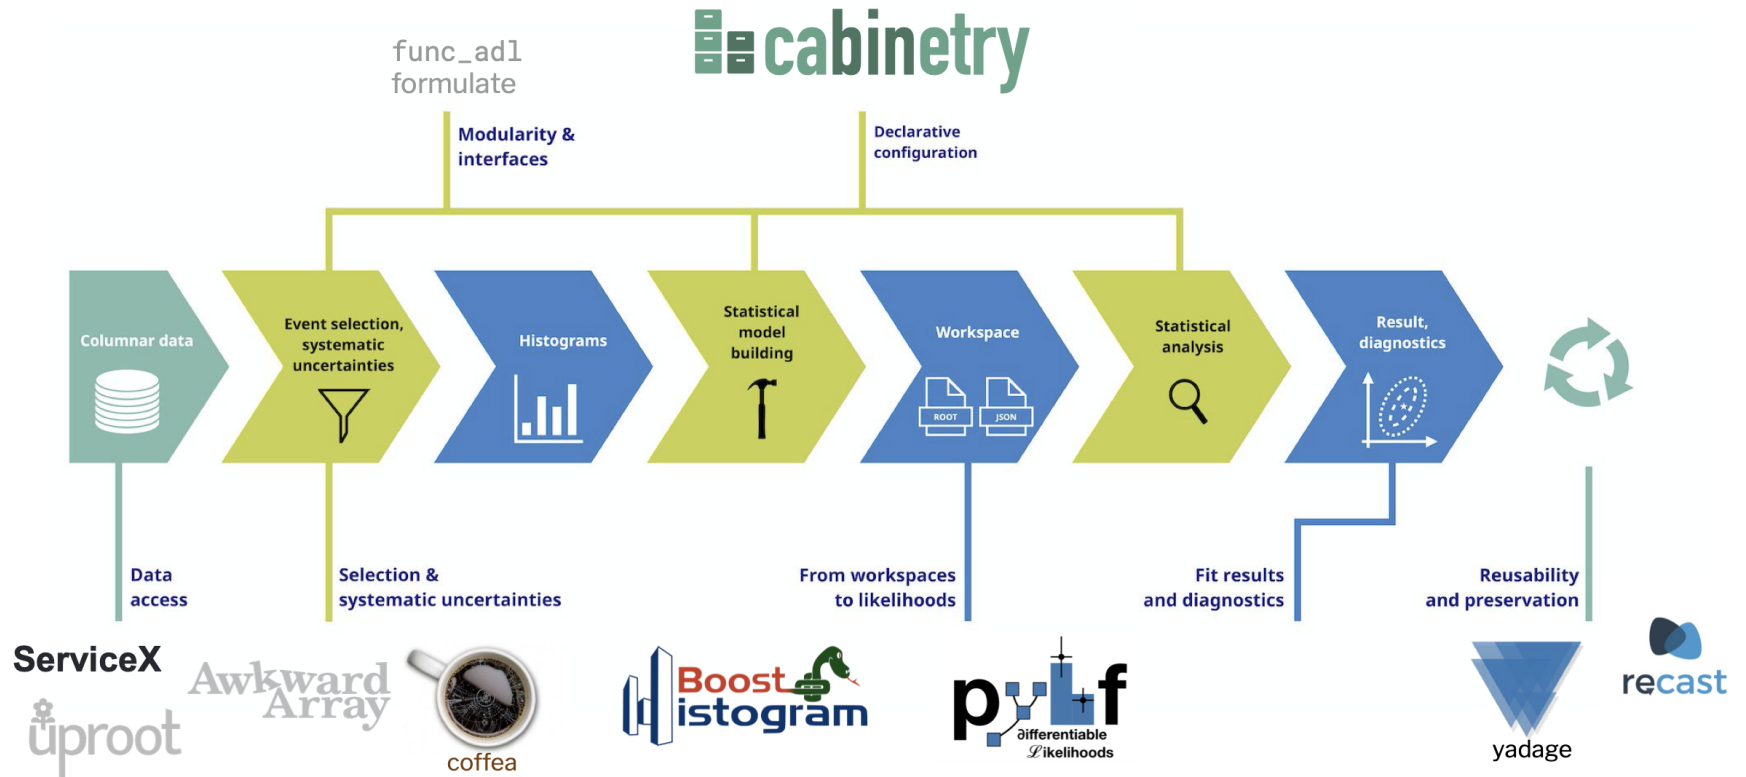 func_adl
formulate
cabinetry
Modularity &
interfaces
Declarative
configuration
Columnar data
Event selection,
systematic
uncertainties
Histograms
Statistical
model
building
Workspace
ROOT
JSON
Statistical
analysis
Result,
diagnostics
Data
access
Selection &
systematic uncertainties
From workspaces
to likelihoods
Fit results
and diagnostics
Reusability
and preservation
ServiceX
uproot
Awkward
Array
coffea
Boost
istogram
pyhf
∂ifferentiable
ℒikelihoods
yadage
recast